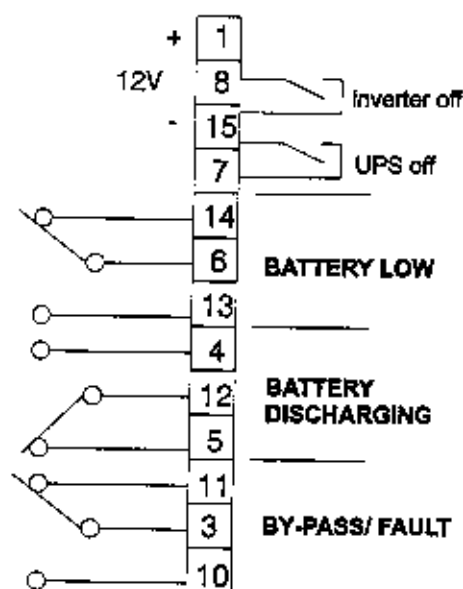 + 1
12V 8 inverter off
- 15
7 UPS off
14
6 BATTERY LOW
13
4
12 BATTERY
DISCHARGING
5
11
3 BY-PASS/ FAULT
10